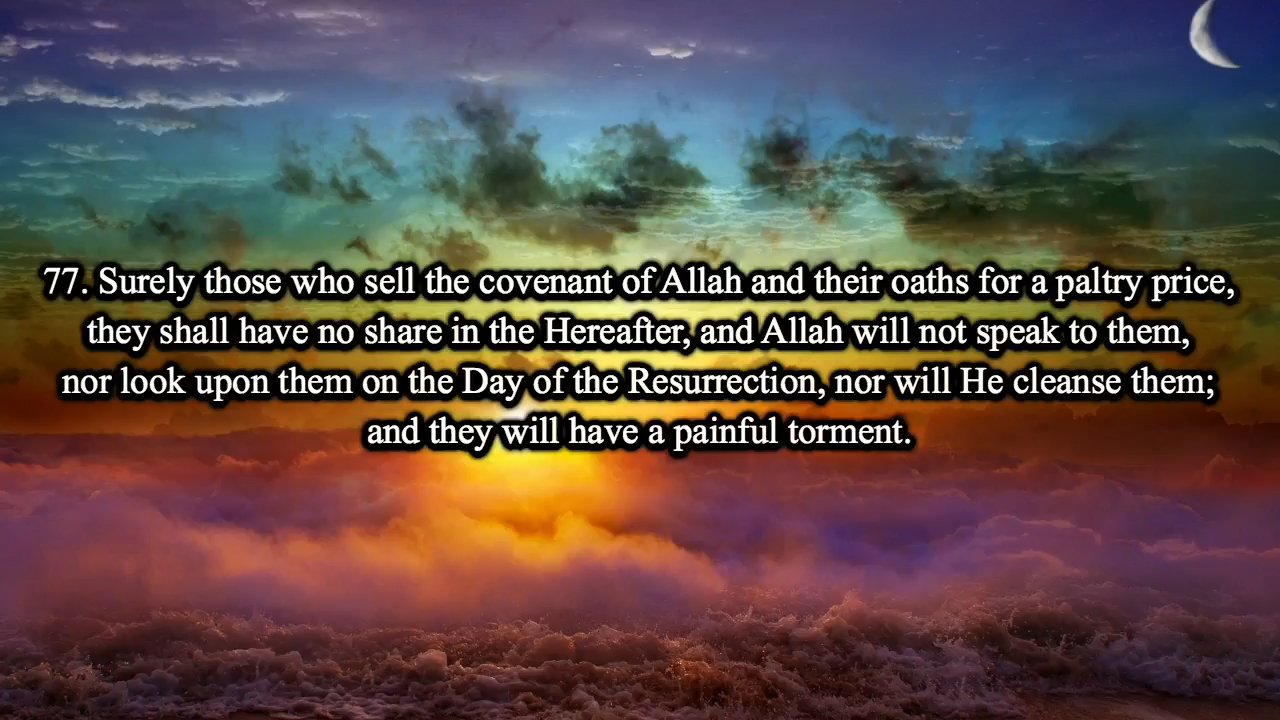 77. Surely those who sell the covenant of Allah and their oaths for a paltry price,
they shall have no share in the Hereafter, and Allah will not speak to them,
nor look upon them on the Day of the Resurrection, nor will He cleanse them;
and they will have a painful torment.